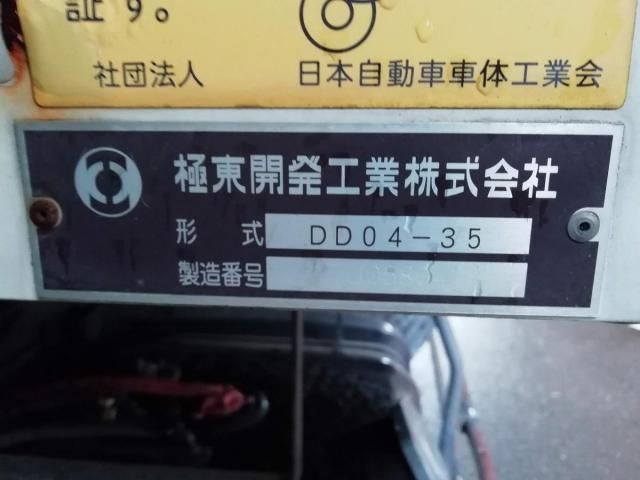 証す。
社団法人 日本自動車車体工業会
極東開発工業株式会社
形式 DD04-35
製造番号